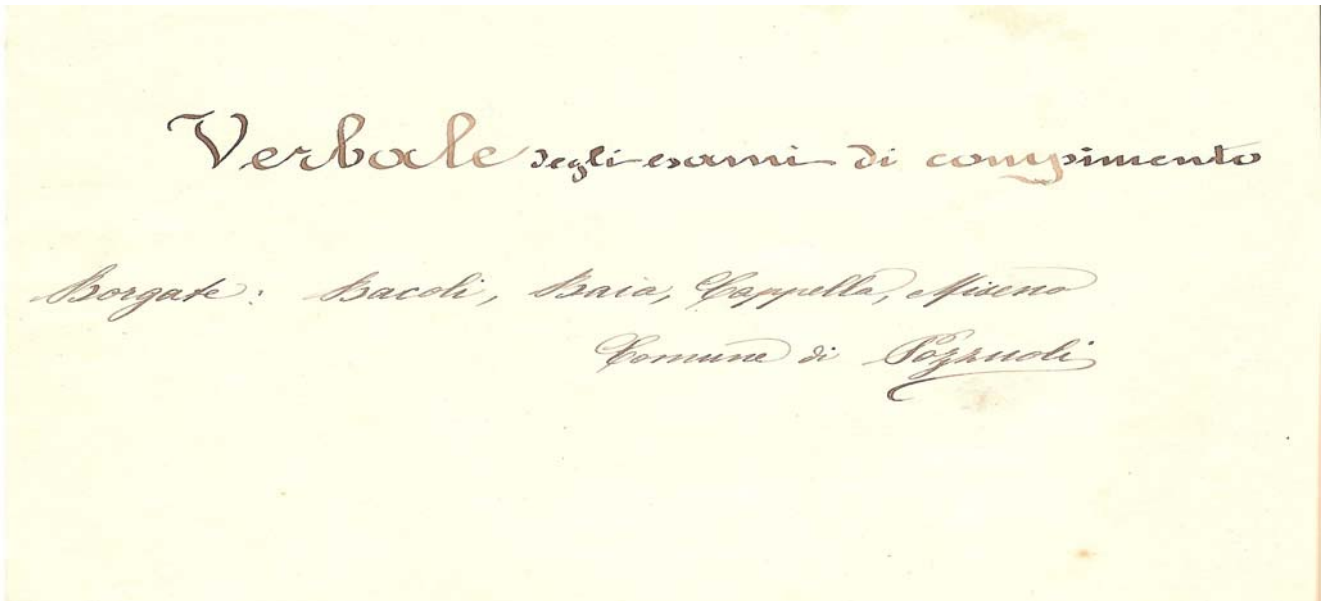 Verbale degli esami di compimento
Borgate: Bacoli, Baia, Cappella, Miseno
Comune di Pozzuoli